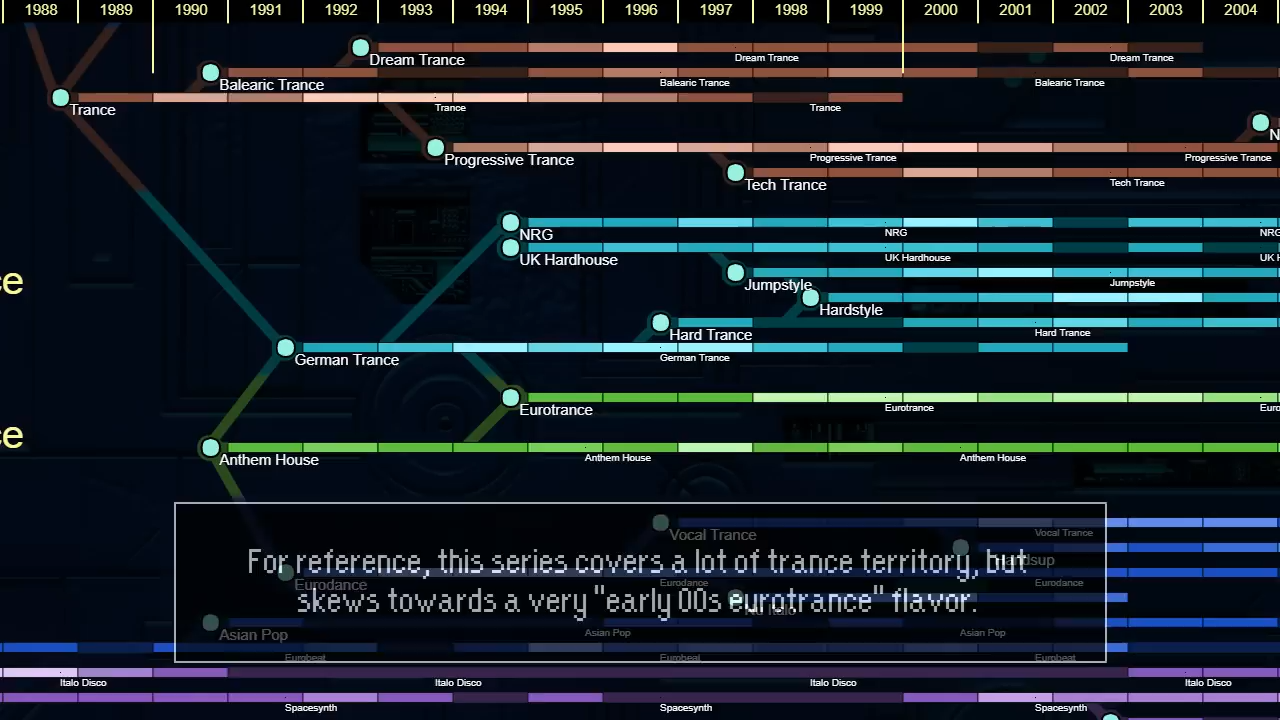 1988 1989 1990 1991 1992 1993 1994 1995 1996 1997 1998 1999 2000 2001 2002 2003 2004
Dream Trance Dream Trance Dream Trance
Balearic Trance Balearic Trance Balearic Trance
Trance Trance Trance
Progressive Trance Progressive Trance Progressive Trance
Tech Trance Tech Trance
NRG NRG NRG
UK Hardhouse UK Hardhouse UK H
Jumpstyle Jumpstyle
ce
Hardstyle
Hard Trance Hard Trance
German Trance German Trance
Eurotrance Eurotrance Euro
ce
Anthem House Anthem House Anthem House
Vocal Trance Vocal Trance
For reference, this series covers a lot of trance territory, but
Eurodance Eurodance Eurodance
skews towards a very "early 00s eurotrance" flavor.
Asian Pop Asian Pop Asian Pop
Eurobeat Eurobeat Eurobeat
Italo Disco Italo Disco Italo Disco Italo Disco
Spacesynth Spacesynth Spacesynth